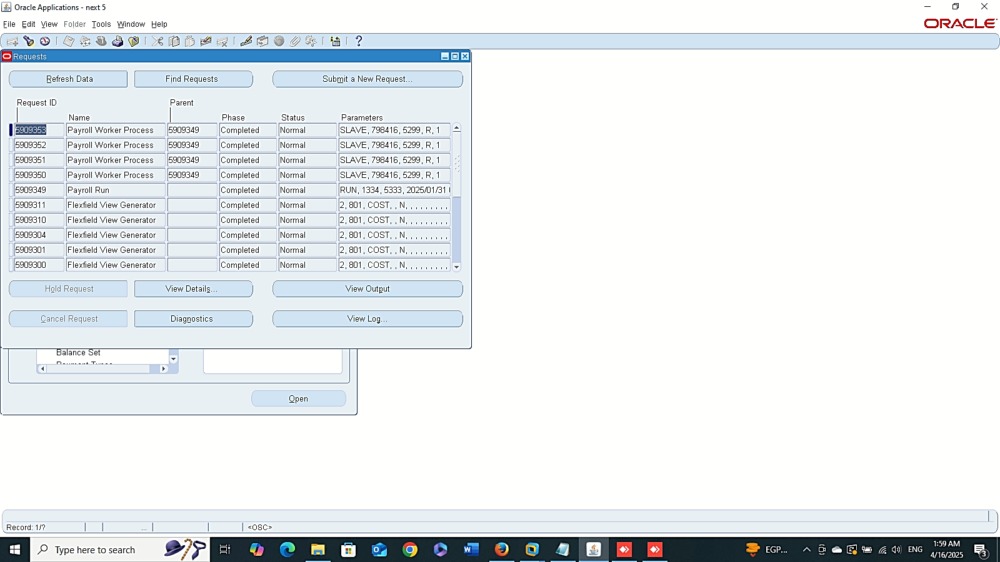 Oracle Applications - next 5
File Edit View Folder Tools Window Help
ORACLE
Requests
Refresh Data Find Requests Submit a New Request...
Request ID Parent
Name Phase Status Parameters
5909353 Payroll Worker Process 5909349 Completed Normal SLAVE, 798416, 5299, R, 1
5909352 Payroll Worker Process 5909349 Completed Normal SLAVE, 798416, 5299, R, 1
5909351 Payroll Worker Process 5909349 Completed Normal SLAVE, 798416, 5299, R, 1
5909350 Payroll Worker Process 5909349 Completed Normal SLAVE, 798416, 5299, R, 1
5909349 Payroll Run Completed Normal RUN, 1334, 5333, 2025/01/31
5909311 Flexfield View Generator Completed Normal 2, 801, COST, , N, , , , , , , , ,
5909310 Flexfield View Generator Completed Normal 2, 801, COST, , N, , , , , , , , ,
5909304 Flexfield View Generator Completed Normal 2, 801, COST, , N, , , , , , , , ,
5909301 Flexfield View Generator Completed Normal 2, 801, COST, , N, , , , , , , , ,
5909300 Flexfield View Generator Completed Normal 2, 801, COST, , N, , , , , , , , ,
Hold Request View Details... View Output
Cancel Request Diagnostics View Log...
Balance Set
Open
Record: 1/? ... <OSC>
Type here to search EGP... ENG 1:59 AM
4/16/2025 3